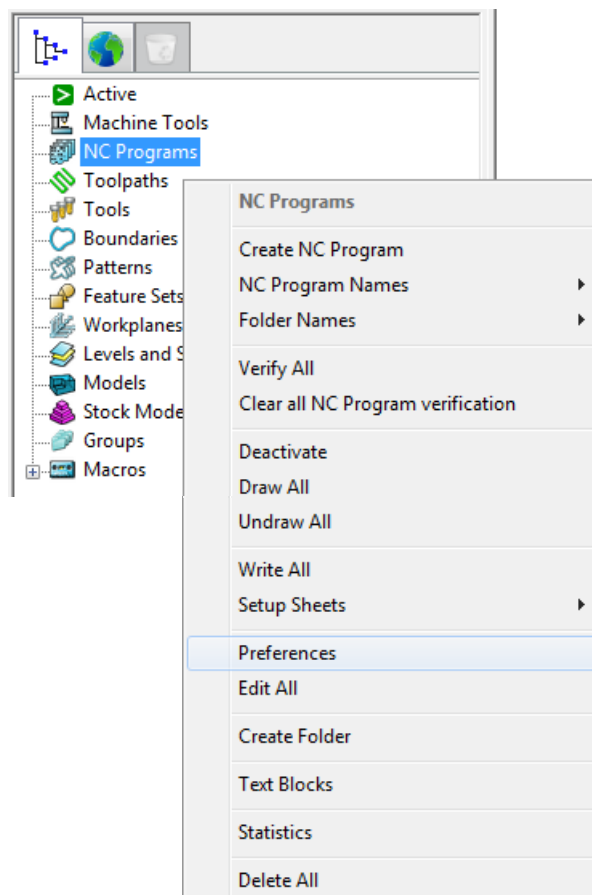 Active
Machine Tools
NC Programs
Toolpaths
Tools
Boundaries
Patterns
Feature Sets
Workplanes
Levels and S
Models
Stock Mode
Groups
Macros
NC Programs
Create NC Program
NC Program Names
Folder Names
Verify All
Clear all NC Program verification
Deactivate
Draw All
Undraw All
Write All
Setup Sheets
Preferences
Edit All
Create Folder
Text Blocks
Statistics
Delete All